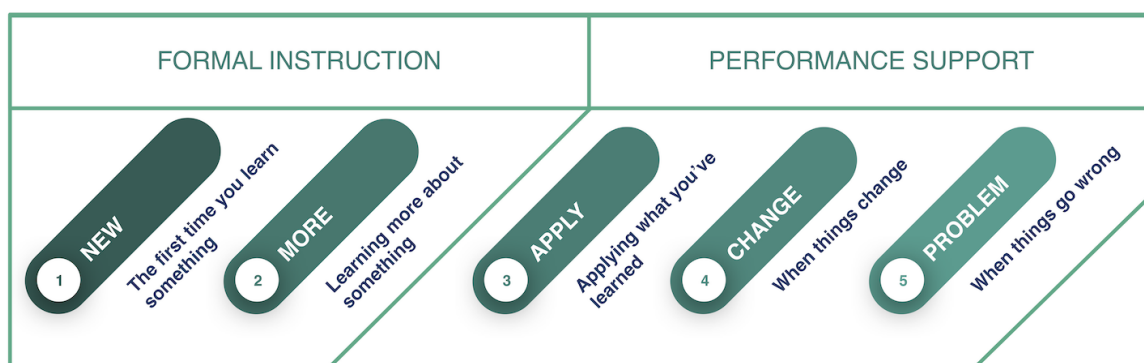 FORMAL INSTRUCTION
PERFORMANCE SUPPORT
1
NEW
The first time you learn
something
2
MORE
Learning more about
something
3
APPLY
Applying what you’ve
learned
4
CHANGE
When things change
5
PROBLEM
When things go wrong